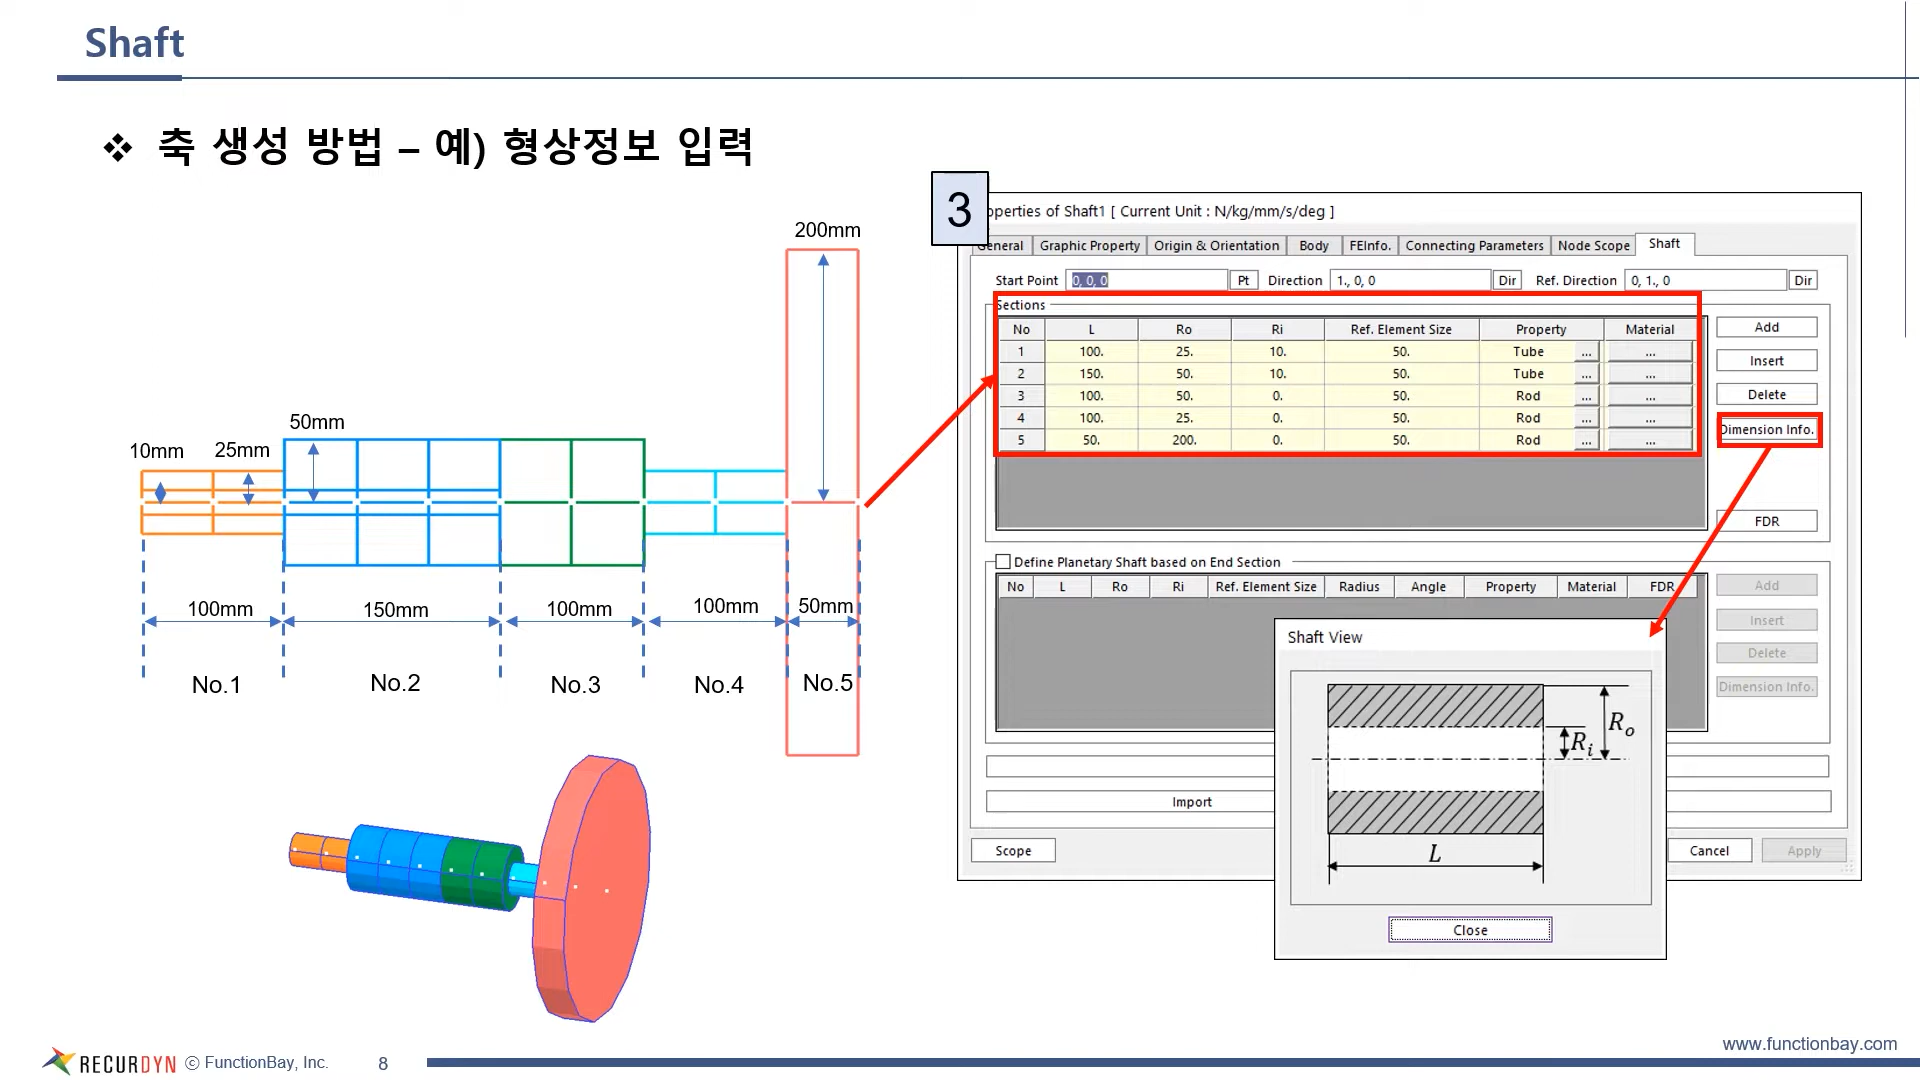 Shaft
❖ 축 생성 방법 – 예) 형상정보 입력
200mm
50mm
10mm
25mm
100mm
150mm
100mm
100mm
50mm
No.1
No.2
No.3
No.4
No.5
3
operties of Shaft1 [ Current Unit : N/kg/mm/s/deg ]
General Graphic Property Origin & Orientation Body FEInfo. Connecting Parameters Node Scope Shaft
Start Point 0, 0, 0 Pt Direction 1., 0, 0 Dir Ref. Direction 0, 1., 0 Dir
Sections
No L Ro Ri Ref. Element Size Property Material
1 100. 25. 10. 50. Tube ... ...
2 150. 50. 10. 50. Tube ... ...
3 100. 50. 0. 50. Rod ... ...
4 100. 25. 0. 50. Rod ... ...
5 50. 200. 0. 50. Rod ... ...
Add
Insert
Delete
Dimension Info.
FDR
Define Planetary Shaft based on End Section
No L Ro Ri Ref. Element Size Radius Angle Property Material FDR
Add
Insert
Delete
Dimension Info.
Import
Scope
Cancel
Apply
Shaft View
Ro
Ri
L
Close
RECURDYN © FunctionBay, Inc.
8
www.functionbay.com